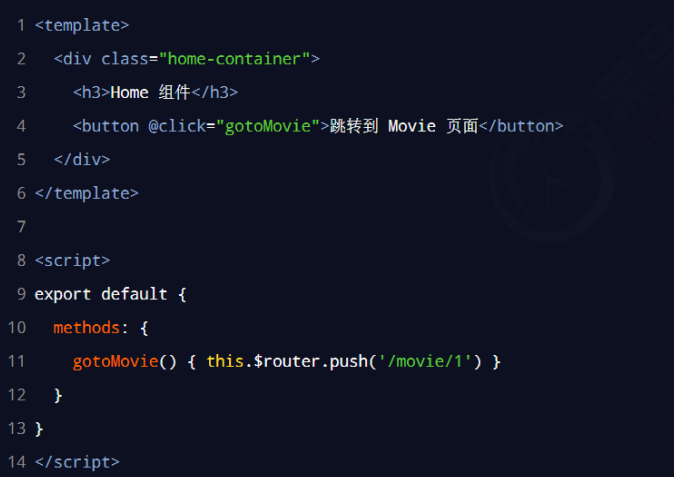 1 <template>
2   <div class="home-container">
3     <h3>Home 组件</h3>
4     <button @click="gotoMovie">跳转到 Movie 页面</button>
5   </div>
6 </template>
7
8 <script>
9 export default {
10   methods: {
11     gotoMovie() { this.$router.push('/movie/1') }
12   }
13 }
14 </script>